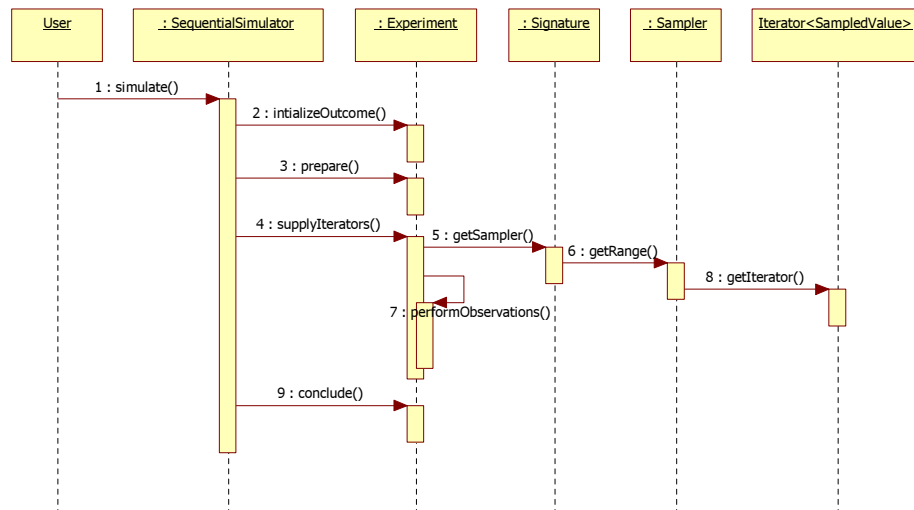 User
: SequentialSimulator
: Experiment
: Signature
: Sampler
Iterator<SampledValue>
1 : simulate()
2 : intializeOutcome()
3 : prepare()
4 : supplyIterators()
5 : getSampler()
6 : getRange()
8 : getIterator()
7 : performObservations()
9 : conclude()